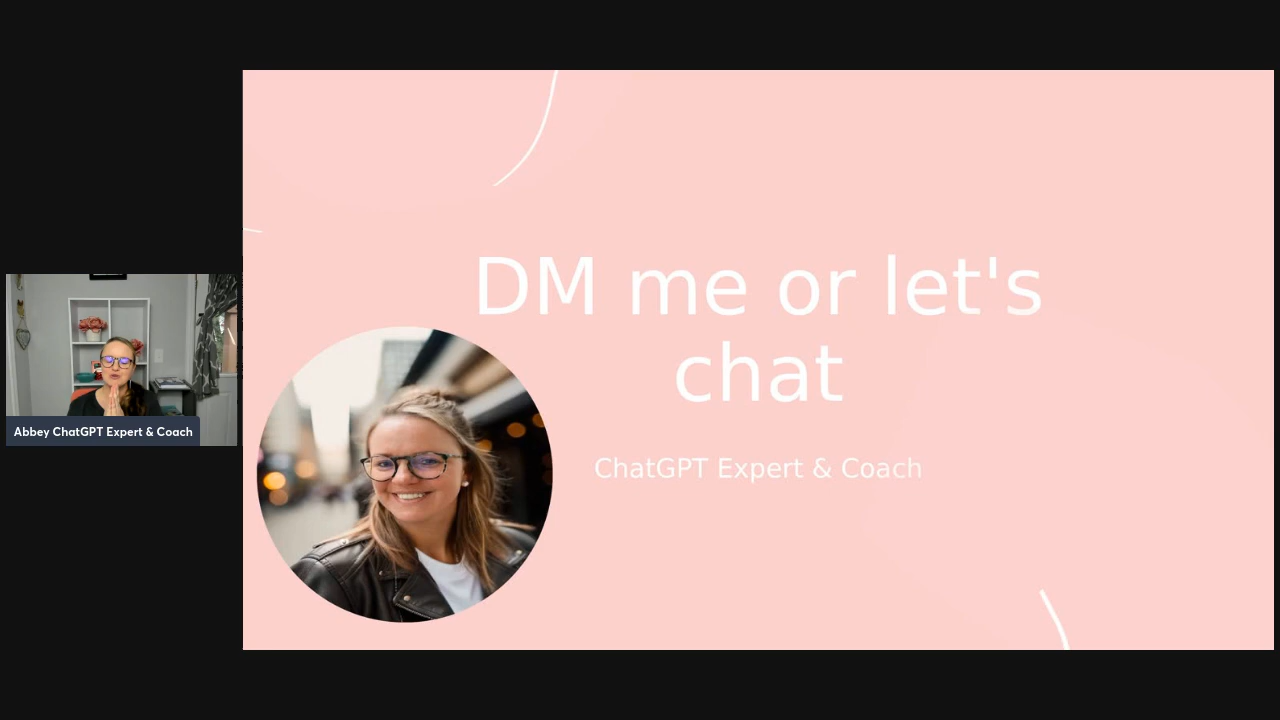 DM me or let's
chat
ChatGPT Expert & Coach
Abbey ChatGPT Expert & Coach